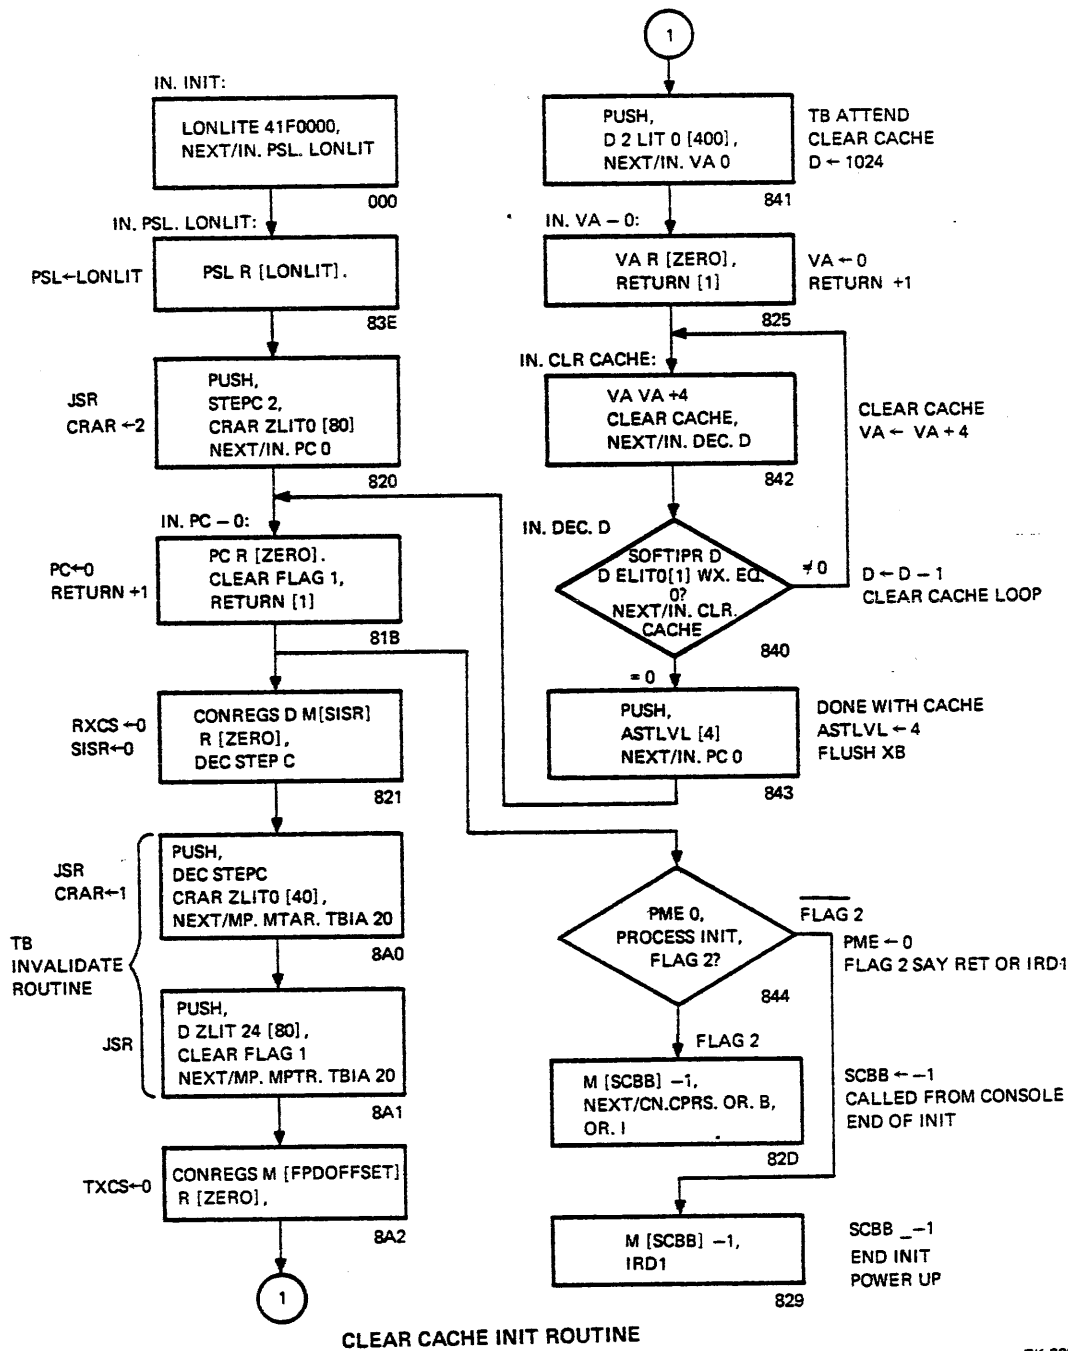 IN. INIT:
LONLITE 41F0000,
NEXT/IN. PSL. LONLIT
000
IN. PSL. LONLIT:
PSL←LONLIT
PSL R [LONLIT].
83E
JSR
CRAR ←2
PUSH,
STEPC 2,
CRAR ZLIT0 [80]
NEXT/IN. PC 0
820
IN. PC – 0:
PC←0
RETURN +1
PC R [ZERO].
CLEAR FLAG 1,
RETURN [1]
81B
RXCS ←0
SISR←0
CONREGS D M[SISR]
R [ZERO],
DEC STEP C
821
TB
INVALIDATE
ROUTINE
JSR
CRAR←1
PUSH,
DEC STEPC
CRAR ZLIT0 [40],
NEXT/MP. MTAR. TBIA 20
8A0
JSR
PUSH,
D ZLIT 24 [80],
CLEAR FLAG 1
NEXT/MP. MPTR. TBIA 20
8A1
TXCS←0
CONREGS M [FPDOFFSET]
R [ZERO],
8A2
1
1
PUSH,
D 2 LIT 0 [400],
NEXT/IN. VA 0
841
TB ATTEND
CLEAR CACHE
D ← 1024
IN. VA – 0:
VA R [ZERO],
RETURN [1]
825
VA ← 0
RETURN +1
IN. CLR CACHE:
VA VA +4
CLEAR CACHE,
NEXT/IN. DEC. D
842
CLEAR CACHE
VA ← VA + 4
IN. DEC. D
SOFTIPR D
D ELIT0[1] WX. EQ.
0?
NEXT/IN. CLR.
CACHE
840
≠ 0
D ← D – 1
CLEAR CACHE LOOP
= 0
PUSH,
ASTLVL [4]
NEXT/IN. PC 0
843
DONE WITH CACHE
ASTLVL ← 4
FLUSH XB
PME 0,
PROCESS INIT,
FLAG 2?
844
F̅L̅A̅G̅ 2
PME ← 0
FLAG 2 SAY RET OR IRD1
FLAG 2
M [SCBB] –1,
NEXT/CN.CPRS. OR. B,
OR. I
82D
SCBB ← –1
CALLED FROM CONSOLE
END OF INIT
M [SCBB] –1,
IRD1
829
SCBB _ –1
END INIT
POWER UP
CLEAR CACHE INIT ROUTINE